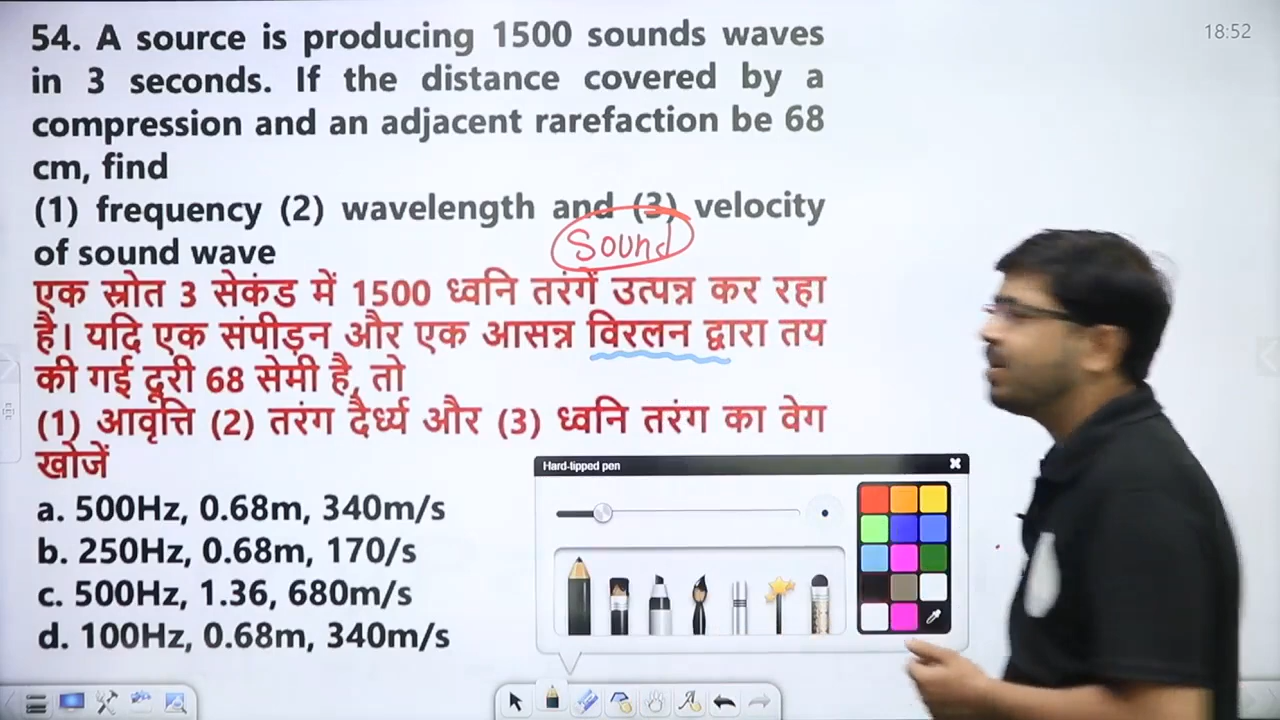 54. A source is producing 1500 sounds waves
in 3 seconds. If the distance covered by a
compression and an adjacent rarefaction be 68
cm, find
(1) frequency (2) wavelength and (3) velocity
of sound wave
Sound
एक स्रोत 3 सेकंड में 1500 ध्वनि तरंगें उत्पन्न कर रहा
है। यदि एक संपीड़न और एक आसन्न विरलन द्वारा तय
की गई दूरी 68 सेमी है, तो
(1) आवृत्ति (2) तरंग दैर्ध्य और (3) ध्वनि तरंग का वेग
खोजें
a. 500Hz, 0.68m, 340m/s
b. 250Hz, 0.68m, 170/s
c. 500Hz, 1.36, 680m/s
d. 100Hz, 0.68m, 340m/s
18:52
Hard-tipped pen